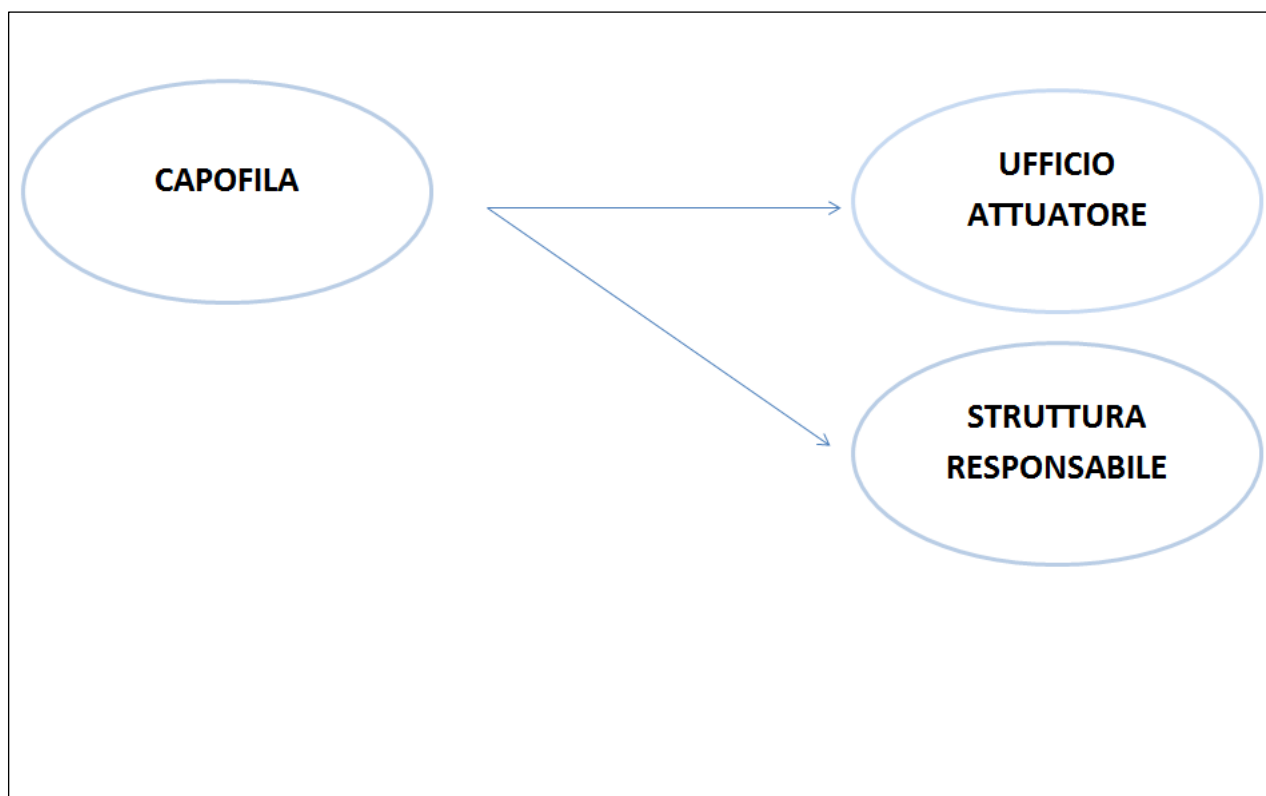 CAPOFILA
UFFICIO
ATTUATORE
STRUTTURA
RESPONSABILE